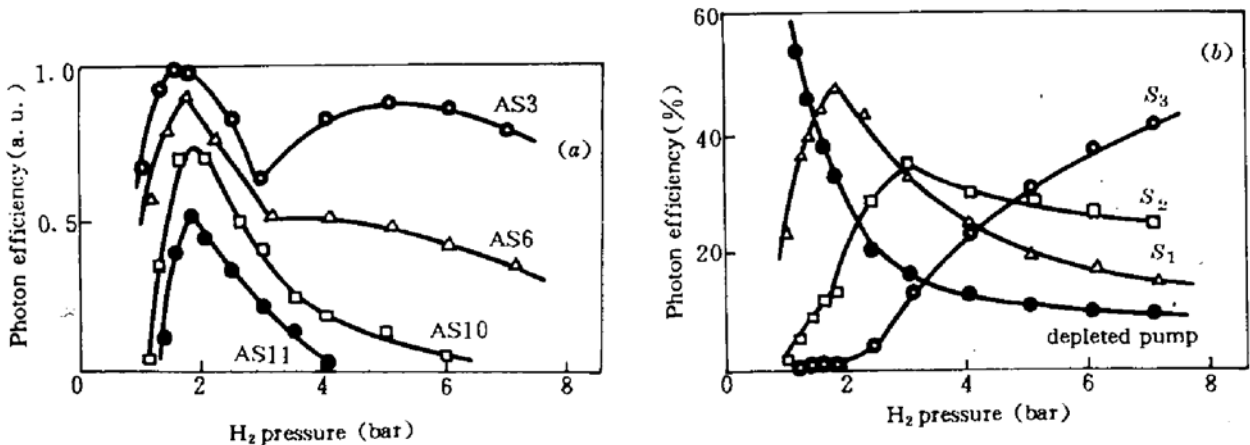 Photon efficiency (a. u.)
1.0
0.5
0
2
4
6
8
AS3
(a)
AS6
AS10
AS11
H₂ pressure (bar)
Photon efficiency (%)
60
40
20
0
2
4
6
8
(b)
S₃
S₂
S₁
depleted pump
H₂ pressure (bar)